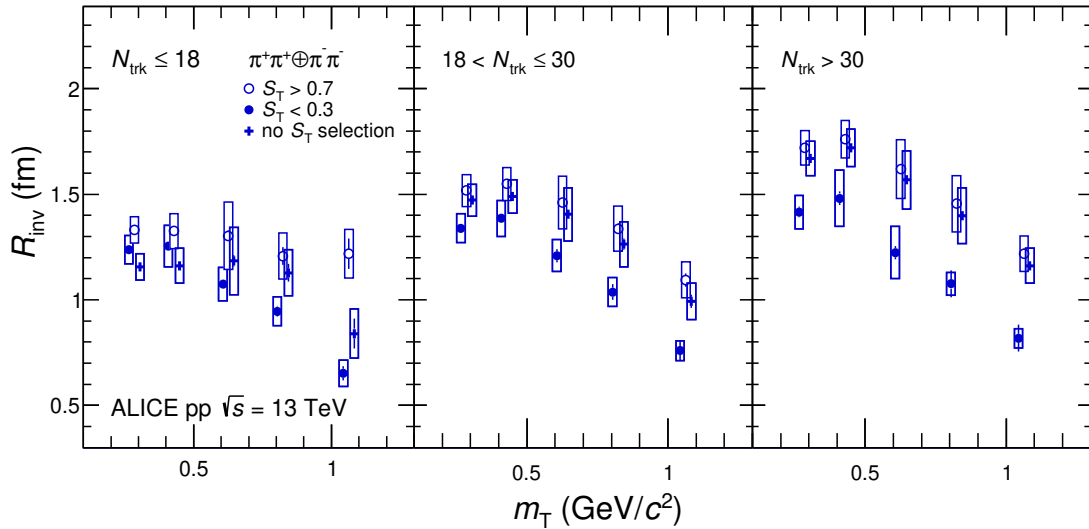 N_trk ≤ 18
π⁺π⁺⊕π⁻π⁻
S_T > 0.7
S_T < 0.3
no S_T selection
18 < N_trk ≤ 30
N_trk > 30
2
1.5
1
0.5
R_inv (fm)
ALICE pp √s = 13 TeV
0.5 1 0.5 1 0.5 1
m_T (GeV/c²)